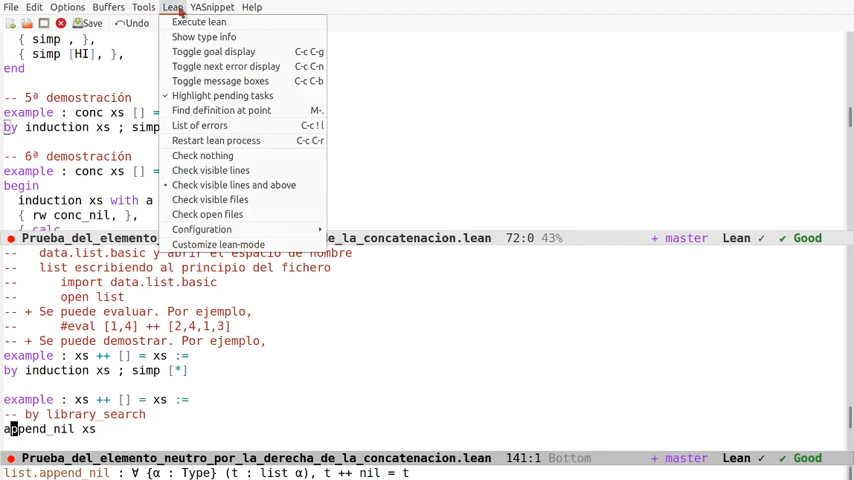 File Edit Options Buffers Tools Lean YASnippet Help
Save Undo
Execute lean
Show type info
Toggle goal display C-c C-g
Toggle next error display C-c C-n
Toggle message boxes C-c C-b
✓ Highlight pending tasks
Find definition at point M-.
List of errors C-c ! l
Restart lean process C-c C-r
Check nothing
Check visible lines
• Check visible lines and above
Check visible files
Check open files
Configuration
Customize lean-mode
{ simp , },
{ simp [HI], },
end
-- 5ª demostración
example : conc xs [] =
by induction xs ; simp
-- 6ª demostración
example : conc xs [] =
begin
induction xs with a
{ rw conc_nil, },
{ calc
Prueba_del_elemento_ de_la_concatenacion.lean 72:0 43% + master Lean ✓ ✔ Good
-- data.list.basic y abrir el espacio de nombre
-- list escribiendo al principio del fichero
-- import data.list.basic
-- open list
-- + Se puede evaluar. Por ejemplo,
-- #eval [1,4] ++ [2,4,1,3]
-- + Se puede demostrar. Por ejemplo,
example : xs ++ [] = xs :=
by induction xs ; simp [*]
example : xs ++ [] = xs :=
-- by library_search
append_nil xs
Prueba_del_elemento_neutro_por_la_derecha_de_la_concatenacion.lean 141:1 Bottom + master Lean ✓ ✔ Good
list.append_nil : ∀ {α : Type} (t : list α), t ++ nil = t